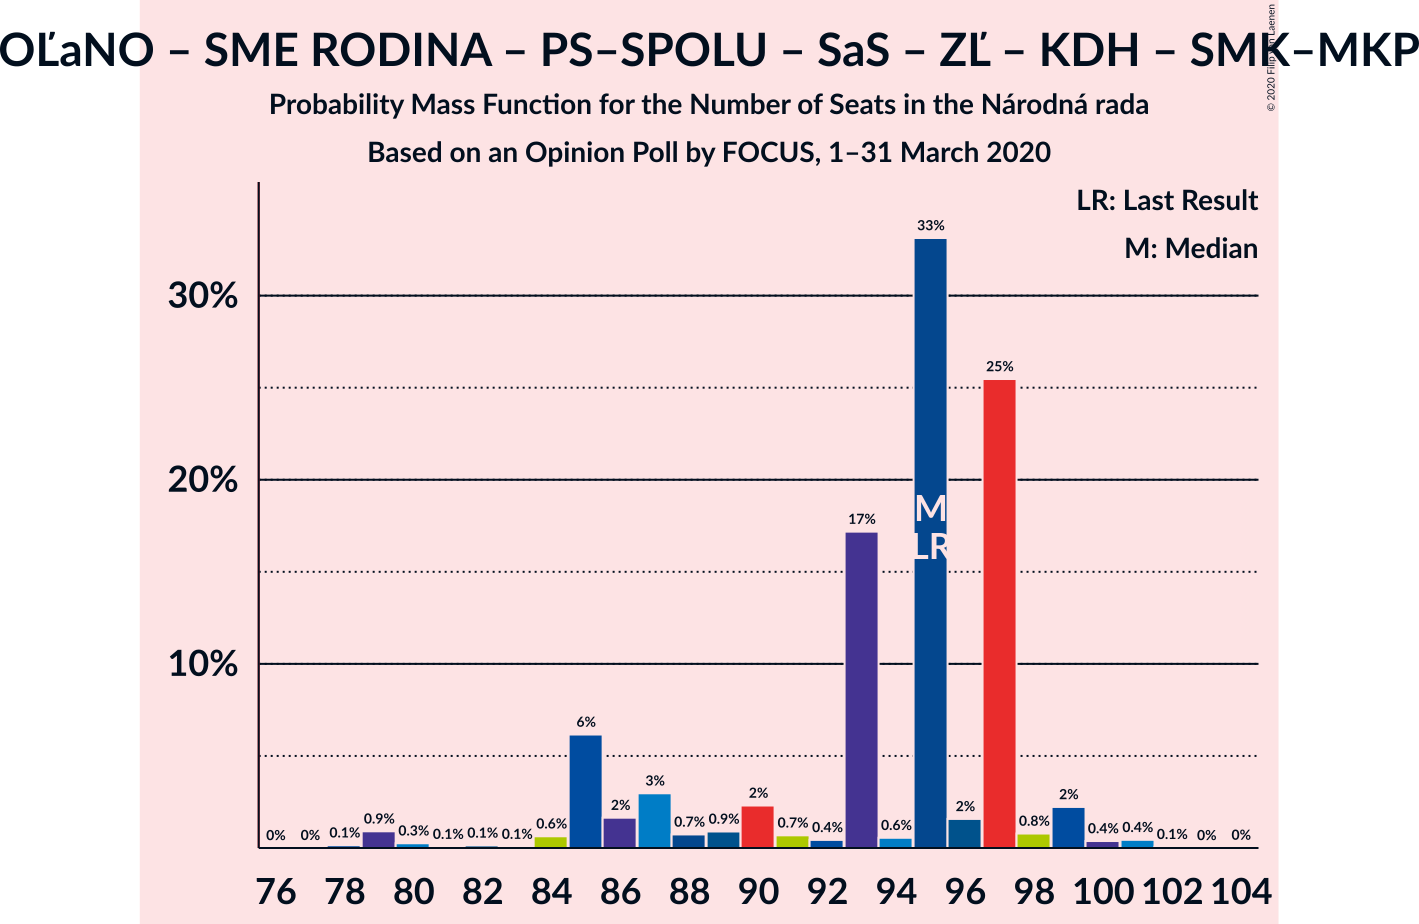 OĽaNO – SME RODINA – PS–SPOLU – SaS – ZĽ – KDH – SMK–MKP
© 2020 Filip van Laenen
Probability Mass Function for the Number of Seats in the Národná rada
Based on an Opinion Poll by FOCUS, 1–31 March 2020
LR: Last Result
M: Median
30%
20%
10%
0% 0% 0.1% 0.9% 0.3% 0.1% 0.1% 0.1% 0.6% 6% 2% 3% 0.7% 0.9% 2% 0.7% 0.4% 17% 0.6% 33% 2% 25% 0.8% 2% 0.4% 0.4% 0.1% 0% 0%
M
LR
76 78 80 82 84 86 88 90 92 94 96 98 100 102 104